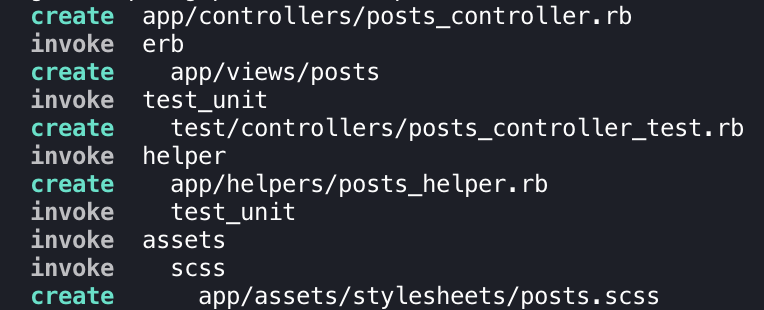 create  app/controllers/posts_controller.rb
invoke  erb
create    app/views/posts
invoke  test_unit
create    test/controllers/posts_controller_test.rb
invoke  helper
create    app/helpers/posts_helper.rb
invoke    test_unit
invoke  assets
invoke    scss
create      app/assets/stylesheets/posts.scss